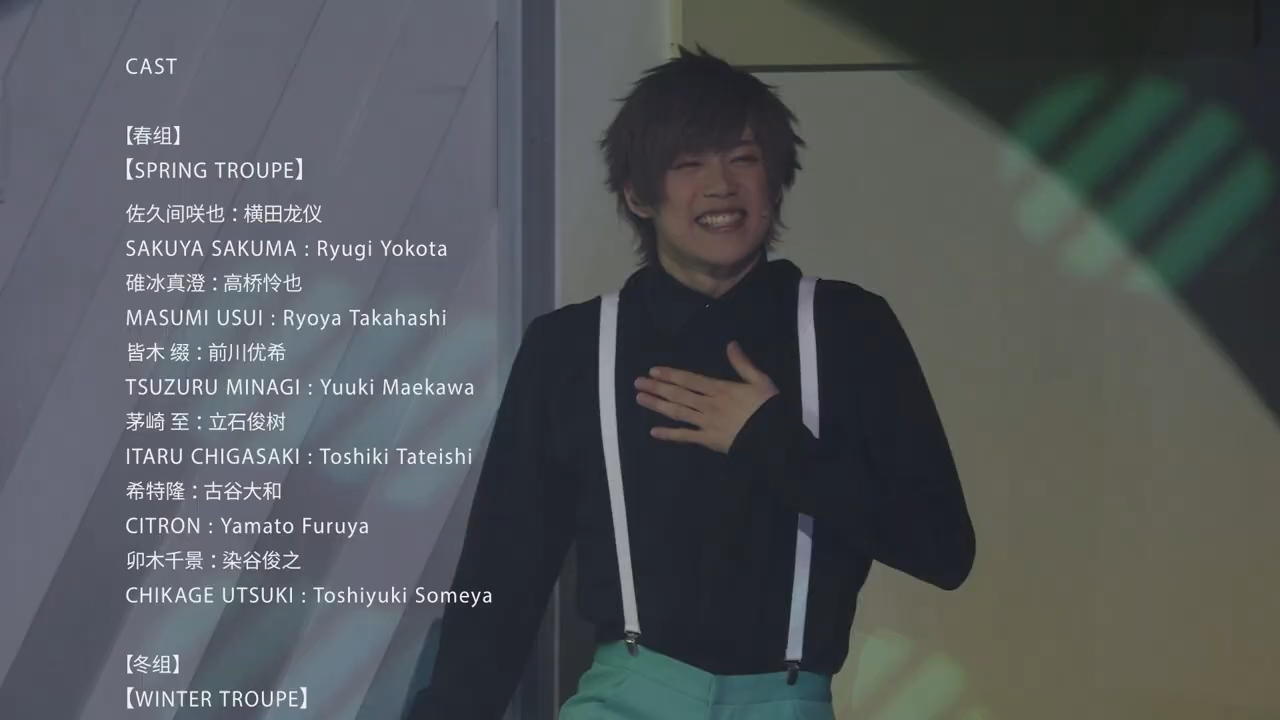 CAST
【春组】
【SPRING TROUPE】
佐久间咲也：横田龙仪
SAKUYA SAKUMA : Ryugi Yokota
碓冰真澄：高桥怜也
MASUMI USUI : Ryoya Takahashi
皆木 缀：前川优希
TSUZURU MINAGI : Yuuki Maekawa
茅崎 至：立石俊树
ITARU CHIGASAKI : Toshiki Tateishi
希特隆：古谷大和
CITRON : Yamato Furuya
卯木千景：染谷俊之
CHIKAGE UTSUKI : Toshiyuki Someya
【冬组】
【WINTER TROUPE】